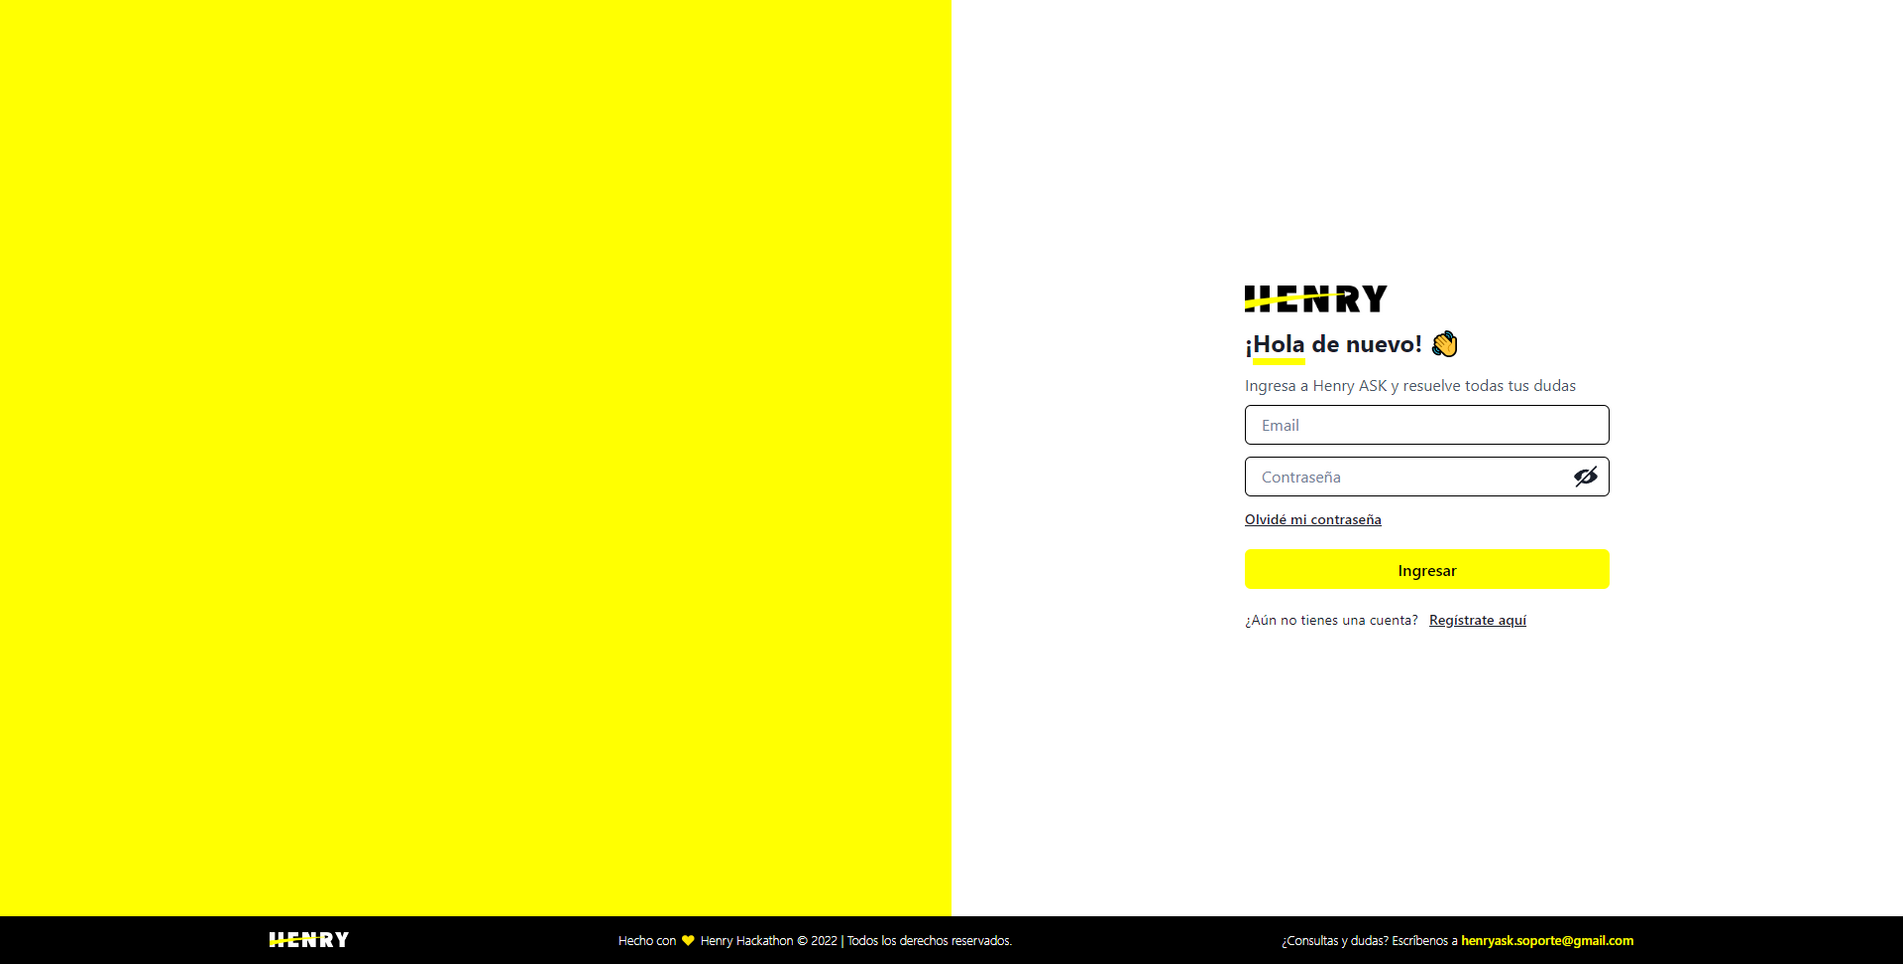 HENRY
¡Hola de nuevo! 👏
Ingresa a Henry ASK y resuelve todas tus dudas
Email
Contraseña
Olvidé mi contraseña
Ingresar
¿Aún no tienes una cuenta? Regístrate aquí
HENRY
Hecho con 💛 Henry Hackathon © 2022 | Todos los derechos reservados.
¿Consultas y dudas? Escríbenos a henryask.soporte@gmail.com